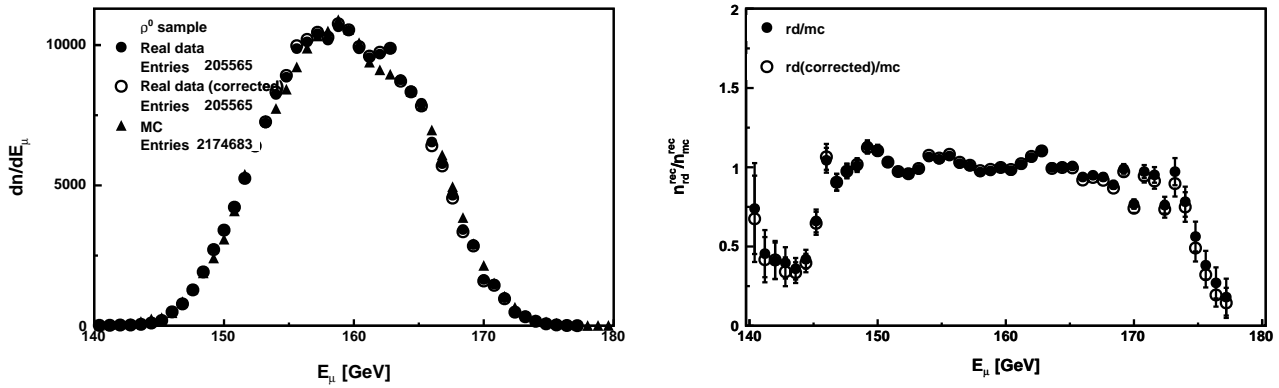 ρ⁰ sample
Real data
Entries 205565
Real data (corrected)
Entries 205565
MC
Entries 2174683
10000
5000
0
dn/dE_μ
140 150 160 170 180
E_μ [GeV]
2
1.5
1
0.5
0
rd/mc
rd(corrected)/mc
n_rd^rec/n_mc^rec
140 150 160 170 180
E_μ [GeV]